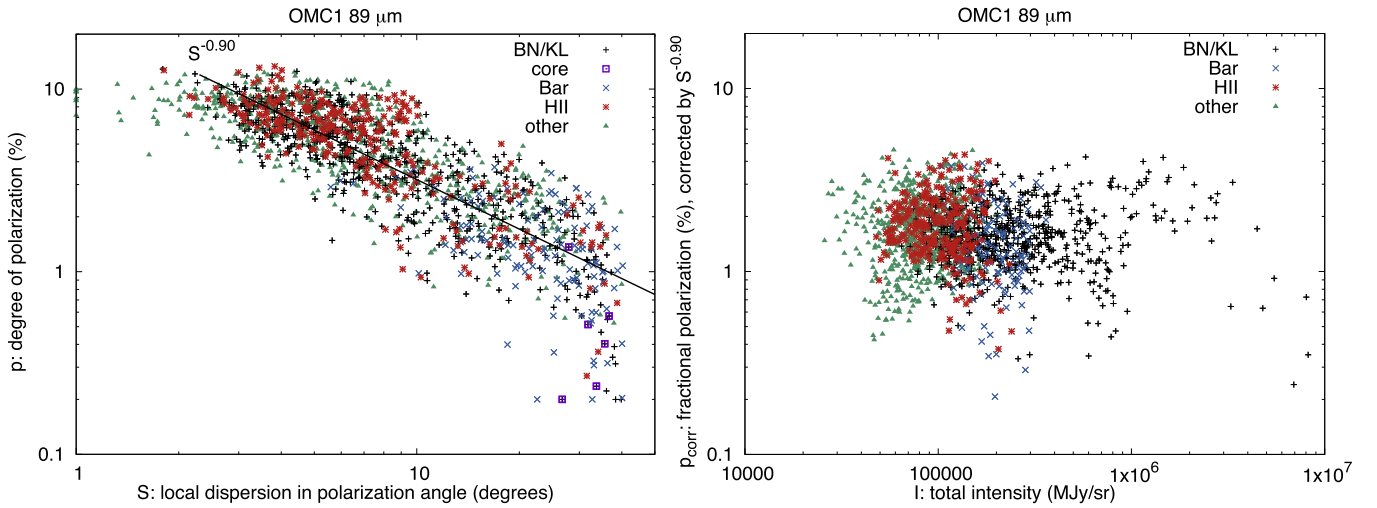 OMC1 89 μm
S-0.90
BN/KL
core
Bar
HII
other
10
1
0.1
1
10
p: degree of polarization (%)
S: local dispersion in polarization angle (degrees)
OMC1 89 μm
BN/KL
Bar
HII
other
10
1
0.1
10000
100000
1x10^6
1x10^7
pcorr: fractional polarization (%), corrected by S-0.90
I: total intensity (MJy/sr)